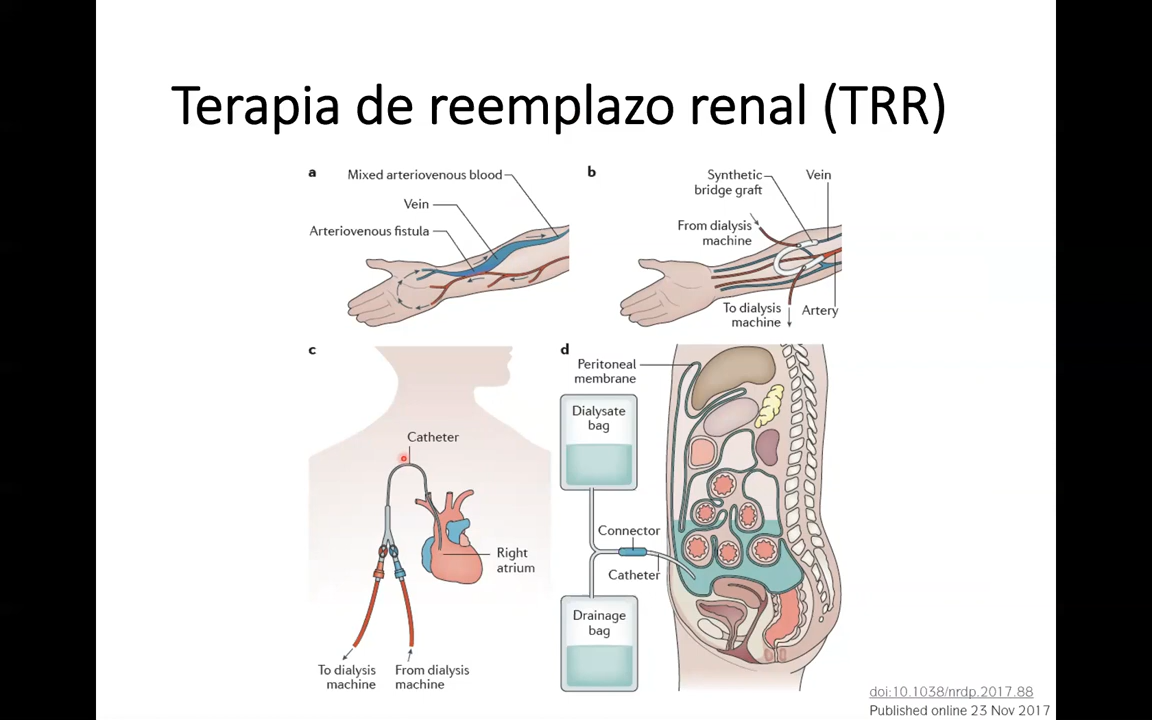 Terapia de reemplazo renal (TRR)
a
Mixed arteriovenous blood
Vein
Arteriovenous fistula
b
Synthetic
bridge graft
Vein
From dialysis
machine
To dialysis
machine
Artery
c
Catheter
Right
atrium
To dialysis
machine
From dialysis
machine
d
Peritoneal
membrane
Dialysate
bag
Connector
Catheter
Drainage
bag
doi:10.1038/nrdp.2017.88
Published online 23 Nov 2017